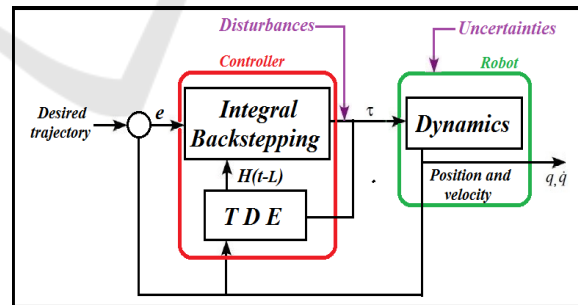 Disturbances
Uncertainties
Controller
Robot
Desired
trajectory
e
Integral
Backstepping
τ
Dynamics
H(t-L)
Position and
velocity
q,q̇
T D E